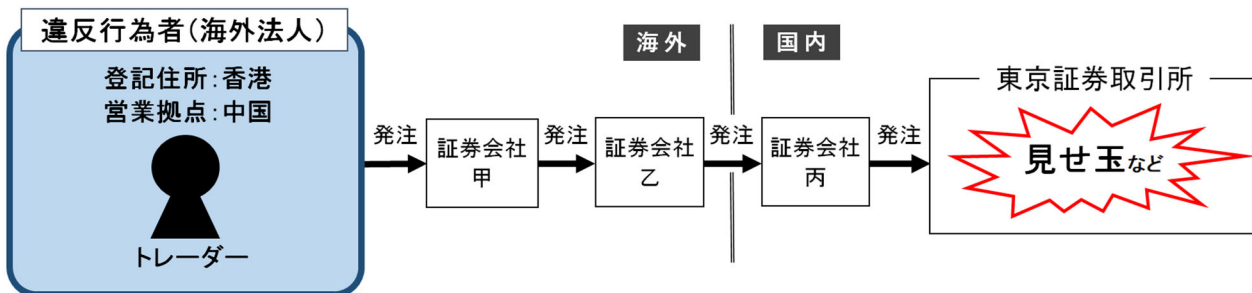 違反行為者(海外法人)
登記住所:香港
営業拠点:中国
トレーダー
発注
証券会社
甲
発注
証券会社
乙
海外
国内
発注
証券会社
丙
発注
東京証券取引所
見せ玉など